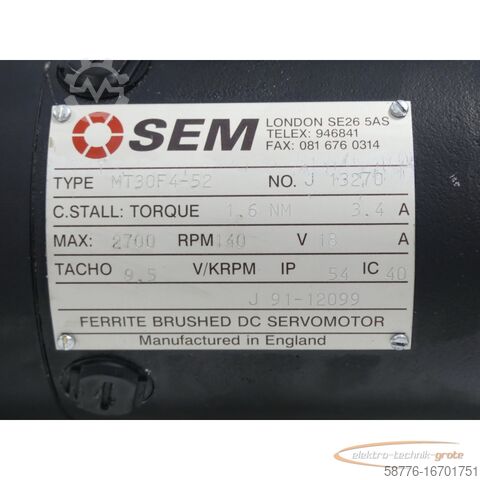 SEM
LONDON SE26 5AS
TELEX: 946841
FAX: 081 676 0314
TYPE MT30F4-52 NO. J 13270
C.STALL: TORQUE 1,6 NM 3.4 A
MAX: 2700 RPM 140 V 18 A
TACHO 9.5 V/KRPM IP 54 IC 40
J 91-12099
FERRITE BRUSHED DC SERVOMOTOR
Manufactured in England
elektro-technik-grote
58776-16701751